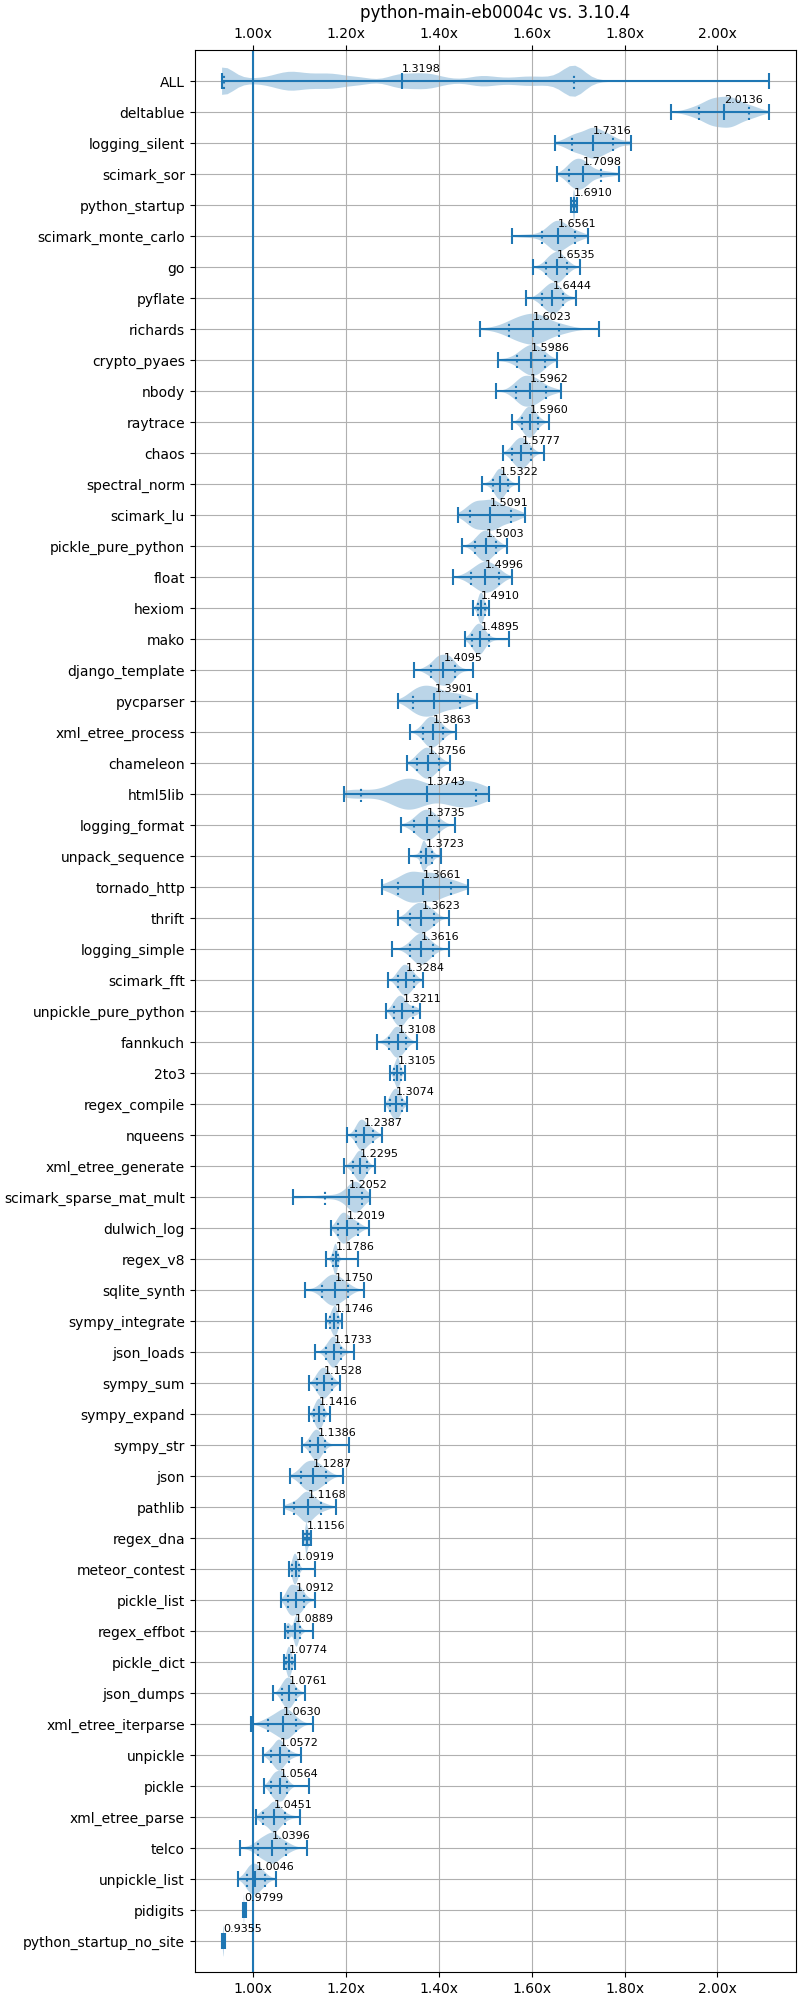 python-main-eb0004c vs. 3.10.4
1.00x 1.20x 1.40x 1.60x 1.80x 2.00x
ALL 1.3198
deltablue 2.0136
logging_silent 1.7316
scimark_sor 1.7098
python_startup 1.6910
scimark_monte_carlo 1.6561
go 1.6535
pyflate 1.6444
richards 1.6023
crypto_pyaes 1.5986
nbody 1.5962
raytrace 1.5960
chaos 1.5777
spectral_norm 1.5322
scimark_lu 1.5091
pickle_pure_python 1.5003
float 1.4996
hexiom 1.4910
mako 1.4895
django_template 1.4095
pycparser 1.3901
xml_etree_process 1.3863
chameleon 1.3756
html5lib 1.3743
logging_format 1.3735
unpack_sequence 1.3723
tornado_http 1.3661
thrift 1.3623
logging_simple 1.3616
scimark_fft 1.3284
unpickle_pure_python 1.3211
fannkuch 1.3108
2to3 1.3105
regex_compile 1.3074
nqueens 1.2387
xml_etree_generate 1.2295
scimark_sparse_mat_mult 1.2052
dulwich_log 1.2019
regex_v8 1.1786
sqlite_synth 1.1750
sympy_integrate 1.1746
json_loads 1.1733
sympy_sum 1.1528
sympy_expand 1.1416
sympy_str 1.1386
json 1.1287
pathlib 1.1168
regex_dna 1.1156
meteor_contest 1.0919
pickle_list 1.0912
regex_effbot 1.0889
pickle_dict 1.0774
json_dumps 1.0761
xml_etree_iterparse 1.0630
unpickle 1.0572
pickle 1.0564
xml_etree_parse 1.0451
telco 1.0396
unpickle_list 1.0046
pidigits 0.9799
python_startup_no_site 0.9355
1.00x 1.20x 1.40x 1.60x 1.80x 2.00x